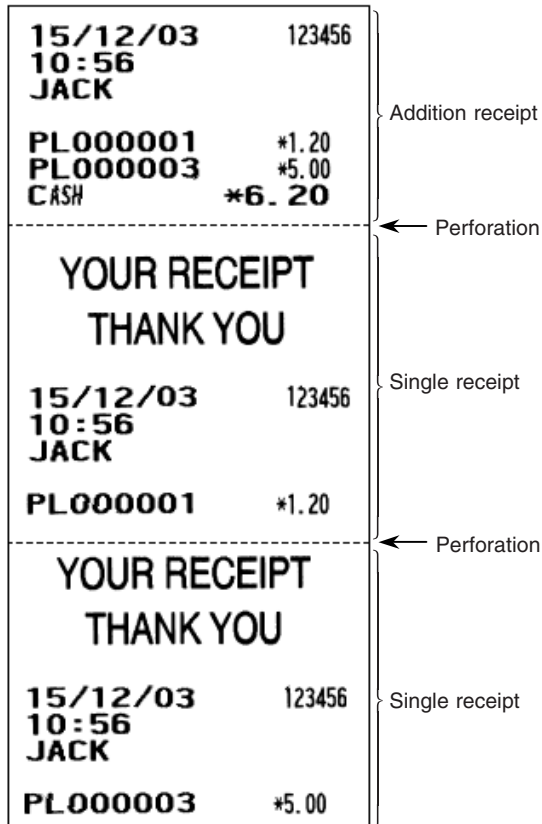 15/12/03 123456
10:56
JACK
PL000001 *1.20
PL000003 *5.00
CASH *6.20
Addition receipt
Perforation
YOUR RECEIPT
THANK YOU
15/12/03 123456
10:56
JACK
PL000001 *1.20
Single receipt
Perforation
YOUR RECEIPT
THANK YOU
15/12/03 123456
10:56
JACK
PL000003 *5.00
Single receipt